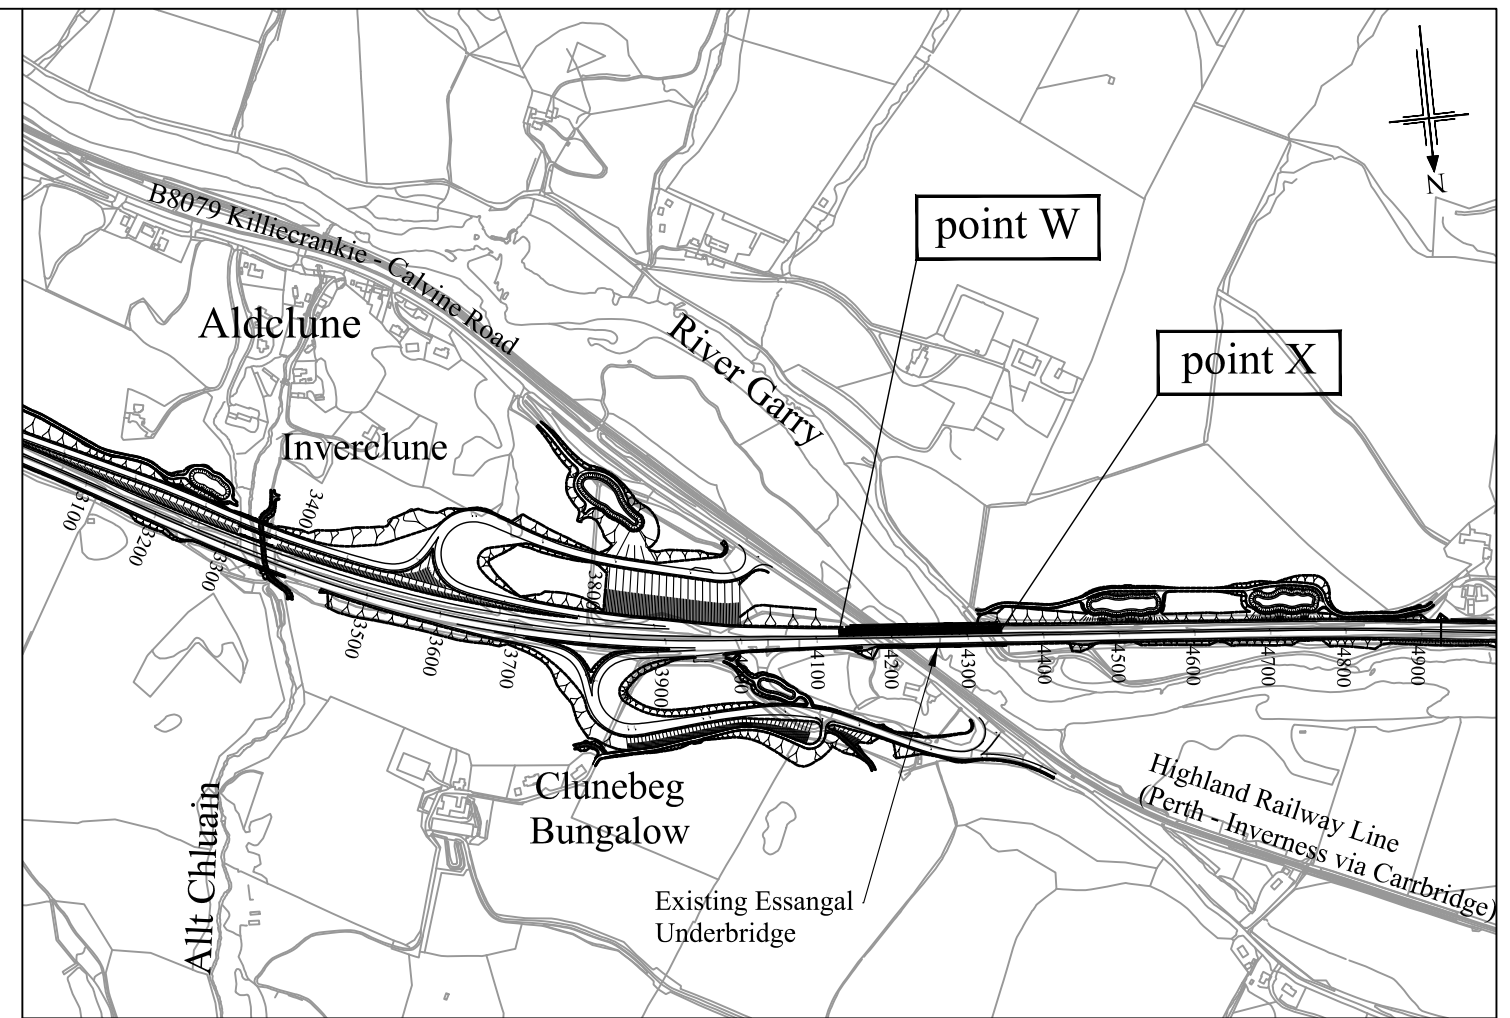 N
B8079 Killiecrankie - Calvine Road
point W
Aldclune
River Garry
point X
Inverclune
3100
3200
3300
3400
3500
3600
3700
3800
3900
4100
4200
4300
4400
4500
4600
4700
4800
4900
Clunebeg
Bungalow
Allt Chluain
Highland Railway Line
(Perth - Inverness via Carrbridge)
Existing Essangal
Underbridge